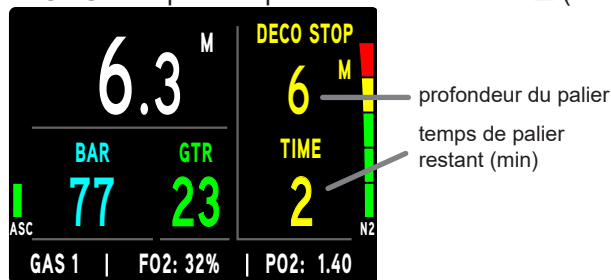 DECO STOP
6.3 M
6 M
profondeur du palier
BAR GTR TIME
temps de palier
restant (min)
77 23 2
ASC N2
GAS 1 | FO2: 32% | PO2: 1.40